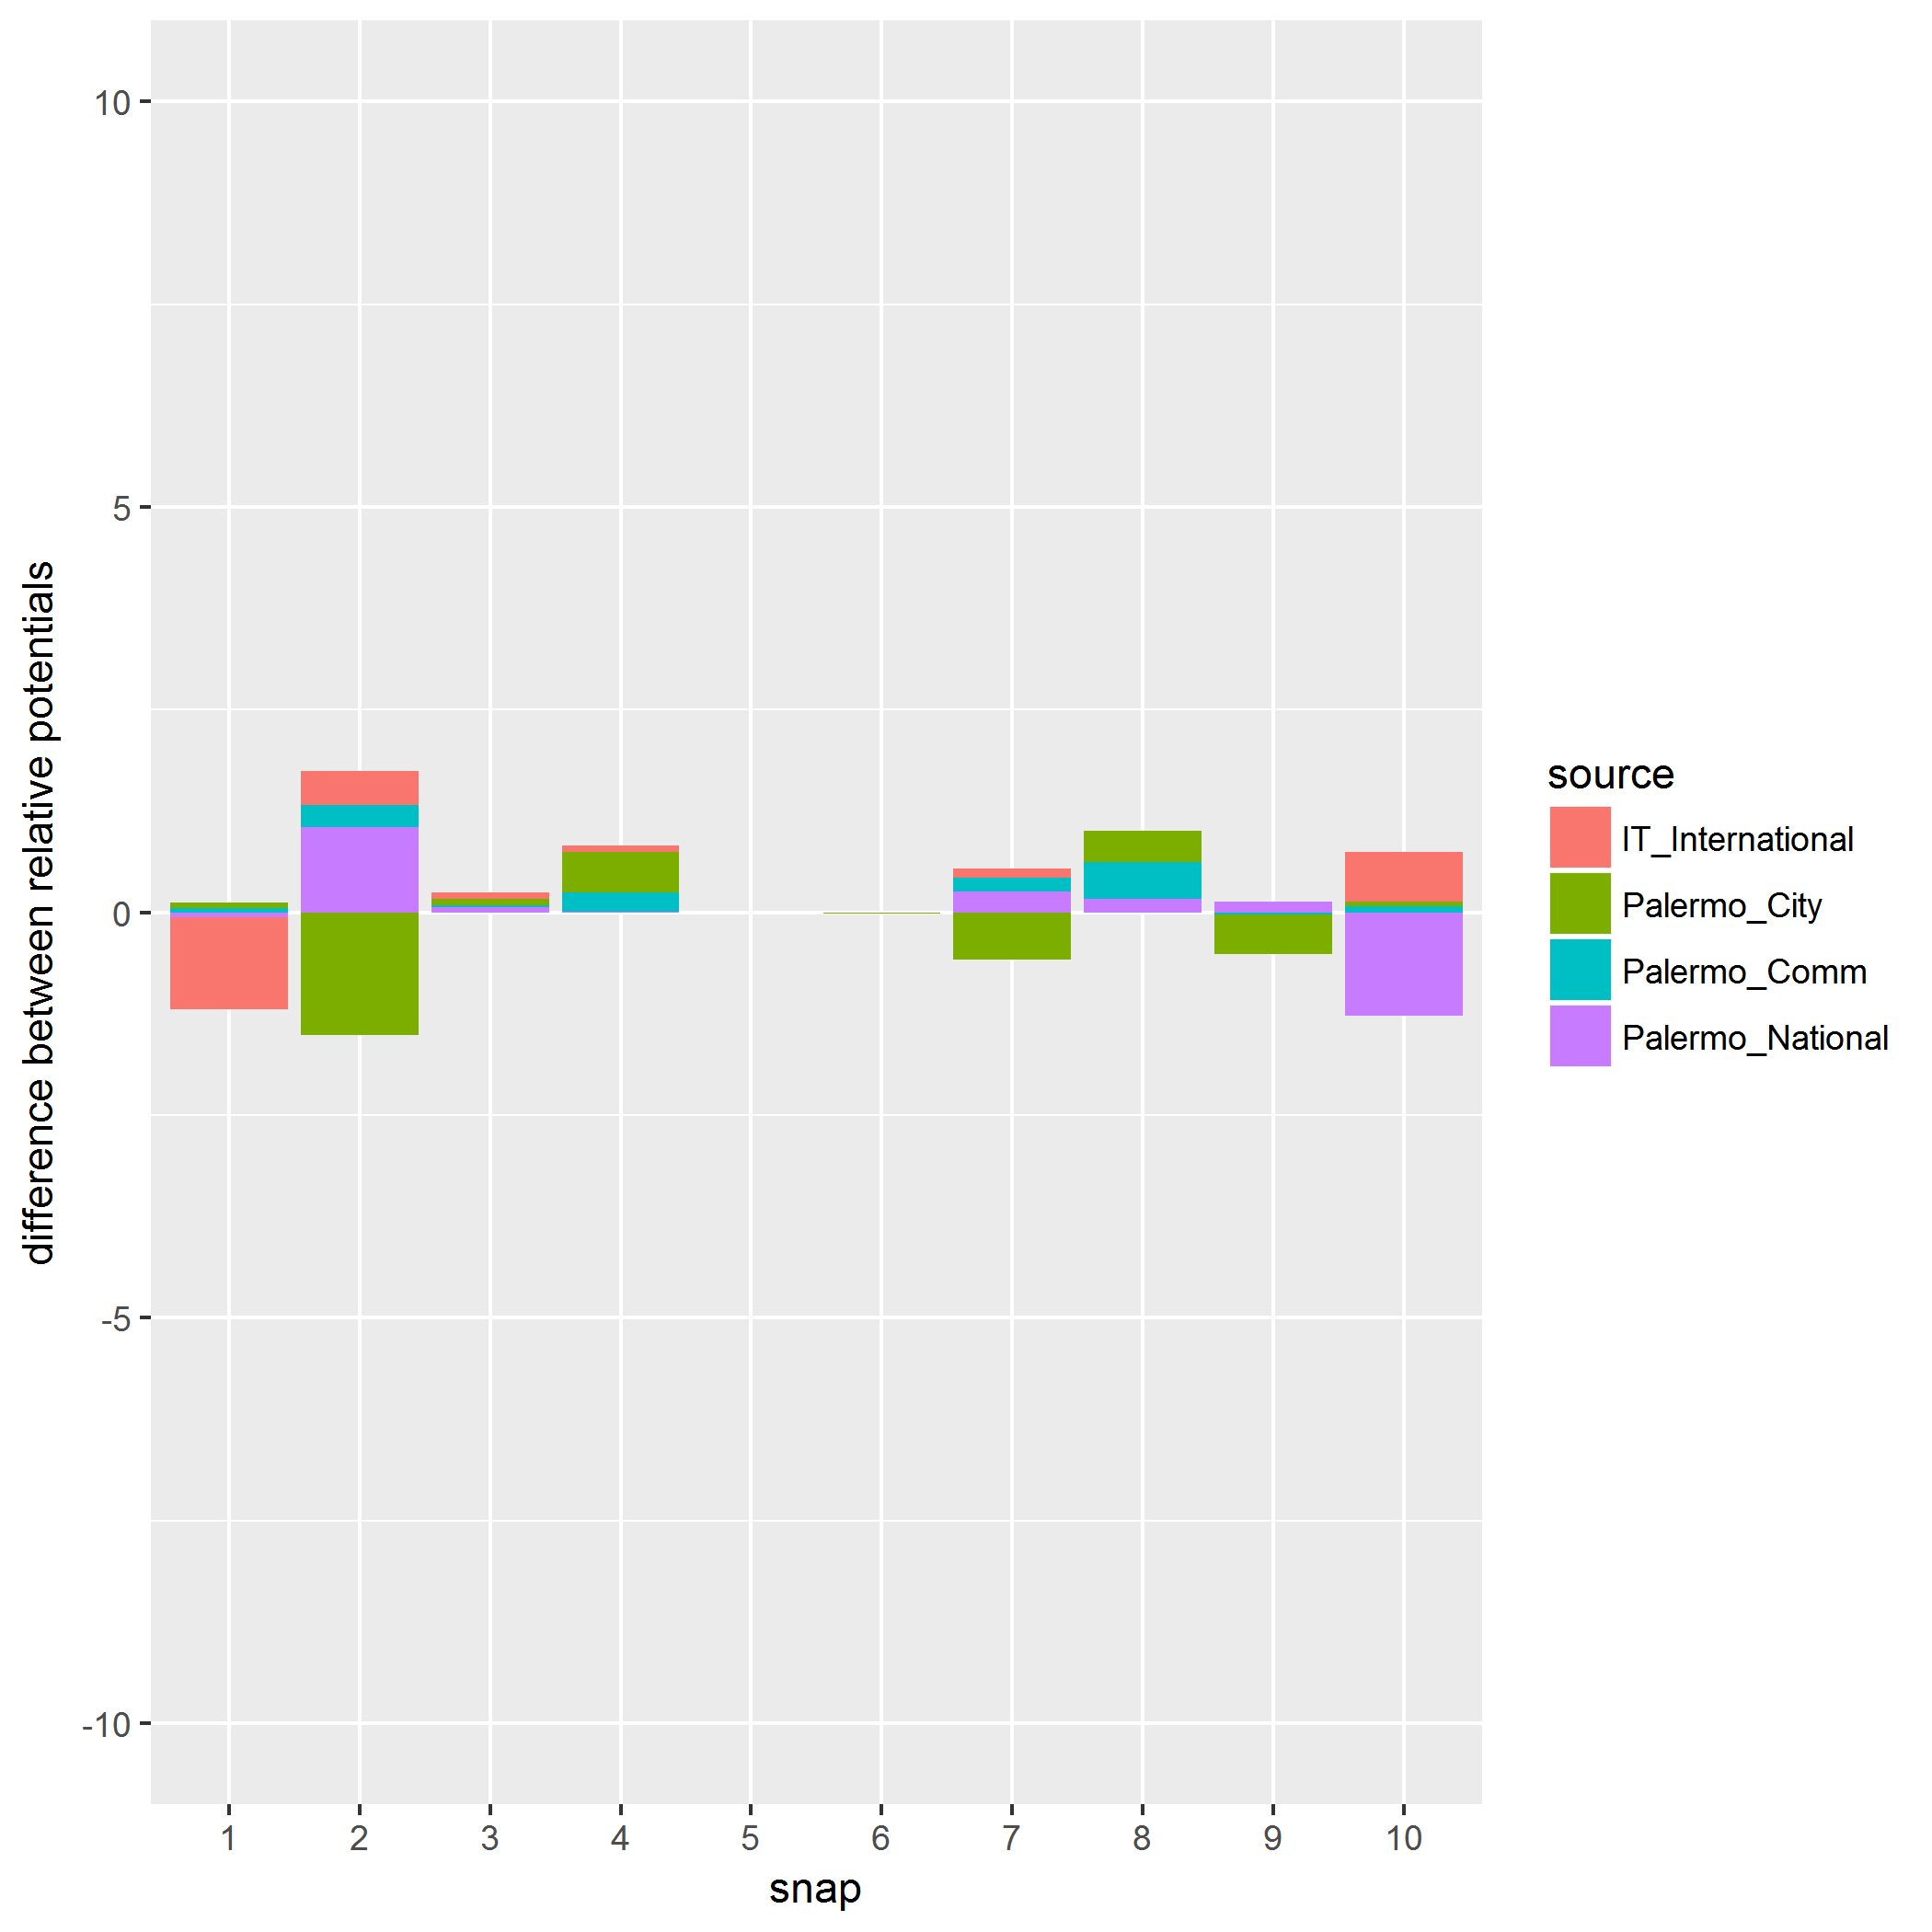 difference between relative potentials
10
5
0
-5
-10
1 2 3 4 5 6 7 8 9 10
snap
source
IT_International
Palermo_City
Palermo_Comm
Palermo_National